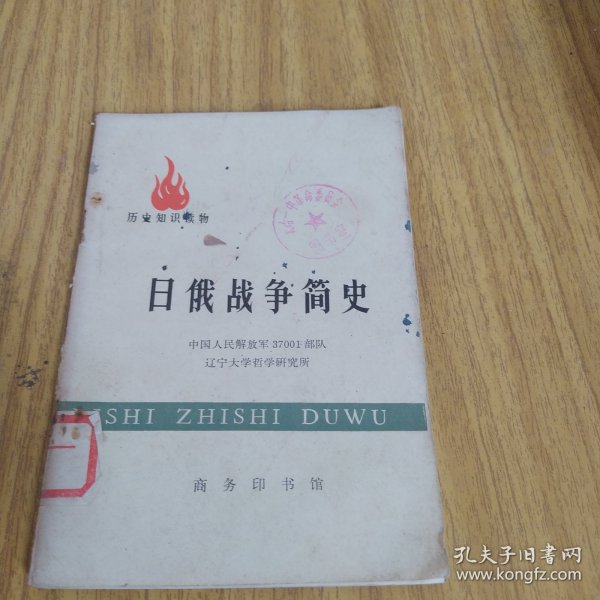 历史知识读物
日俄战争简史
中国人民解放军37001部队
辽宁大学哲学研究所
ISHI ZHISHI DUWU
商务印书馆
孔夫子旧书网
www.kongfz.com